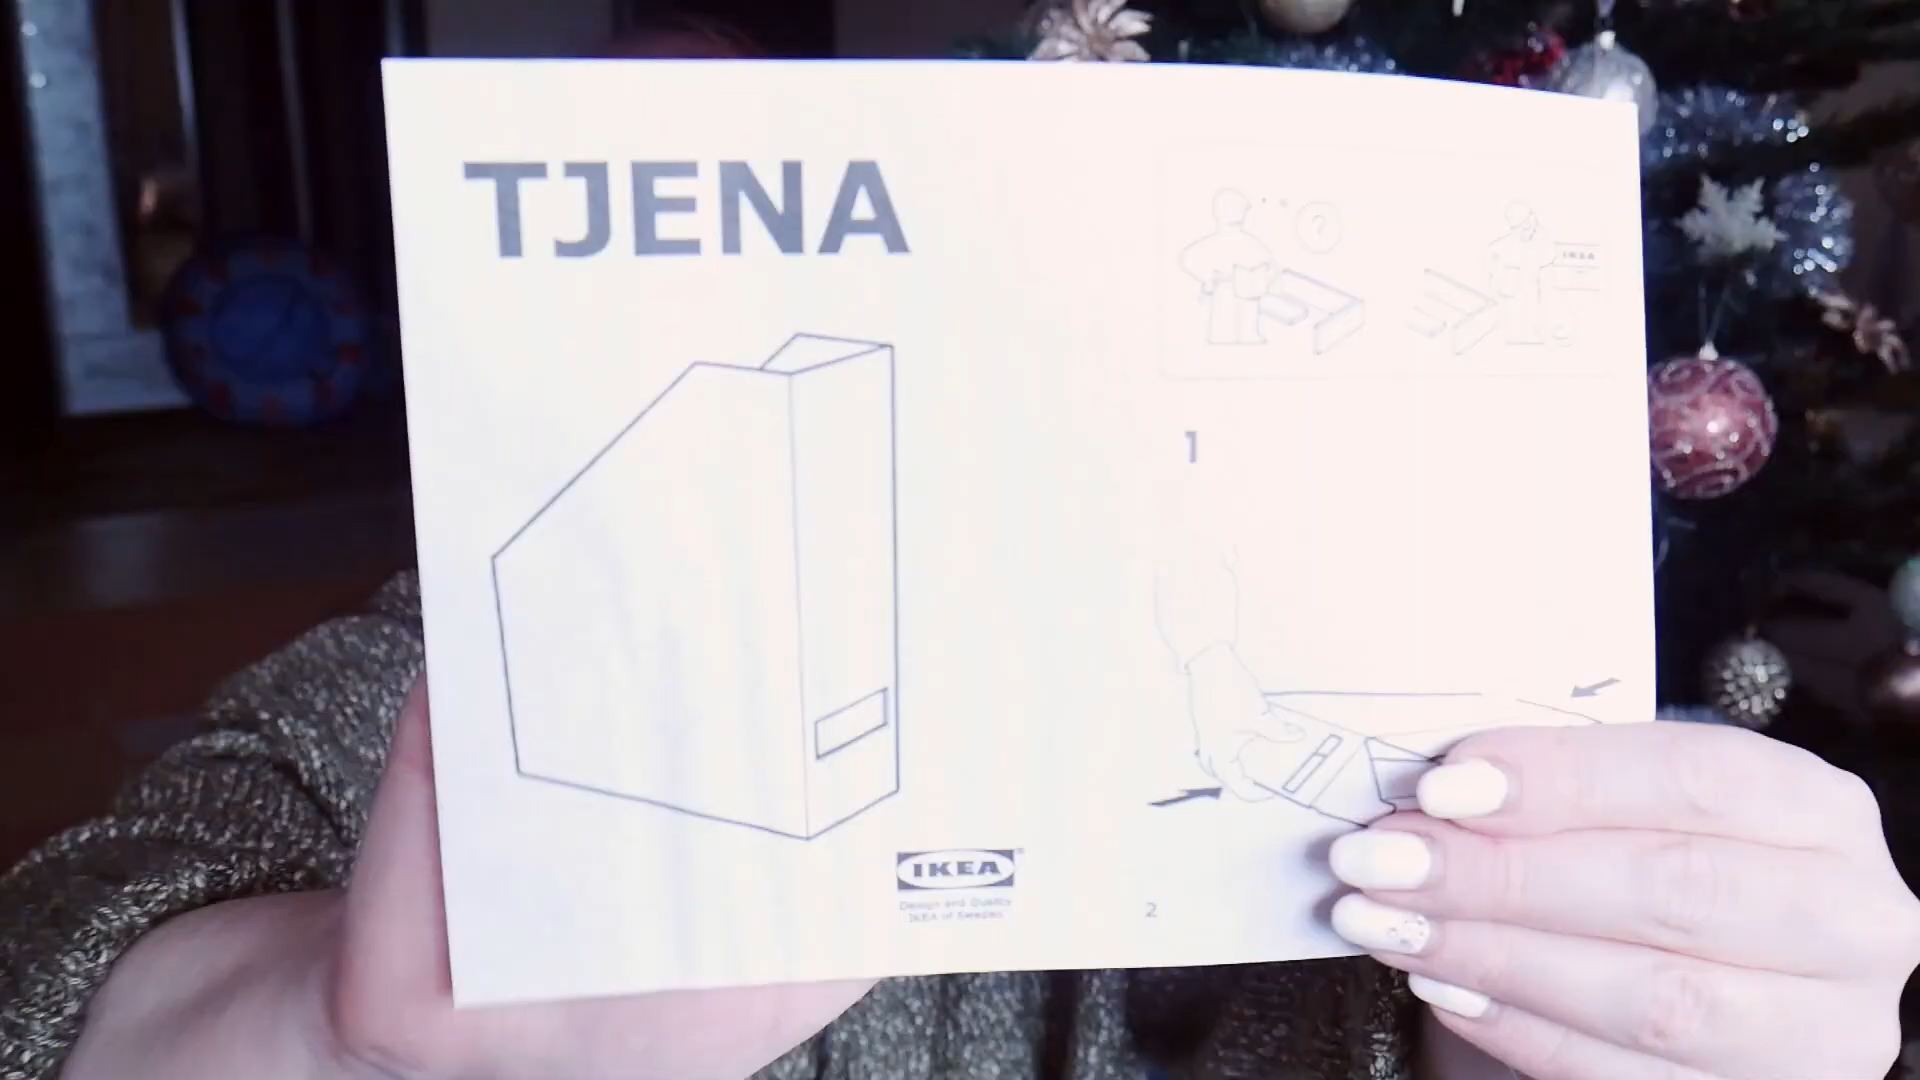 TJENA
?
IKEA
1
IKEA
Design and Quality
IKEA of Sweden
2